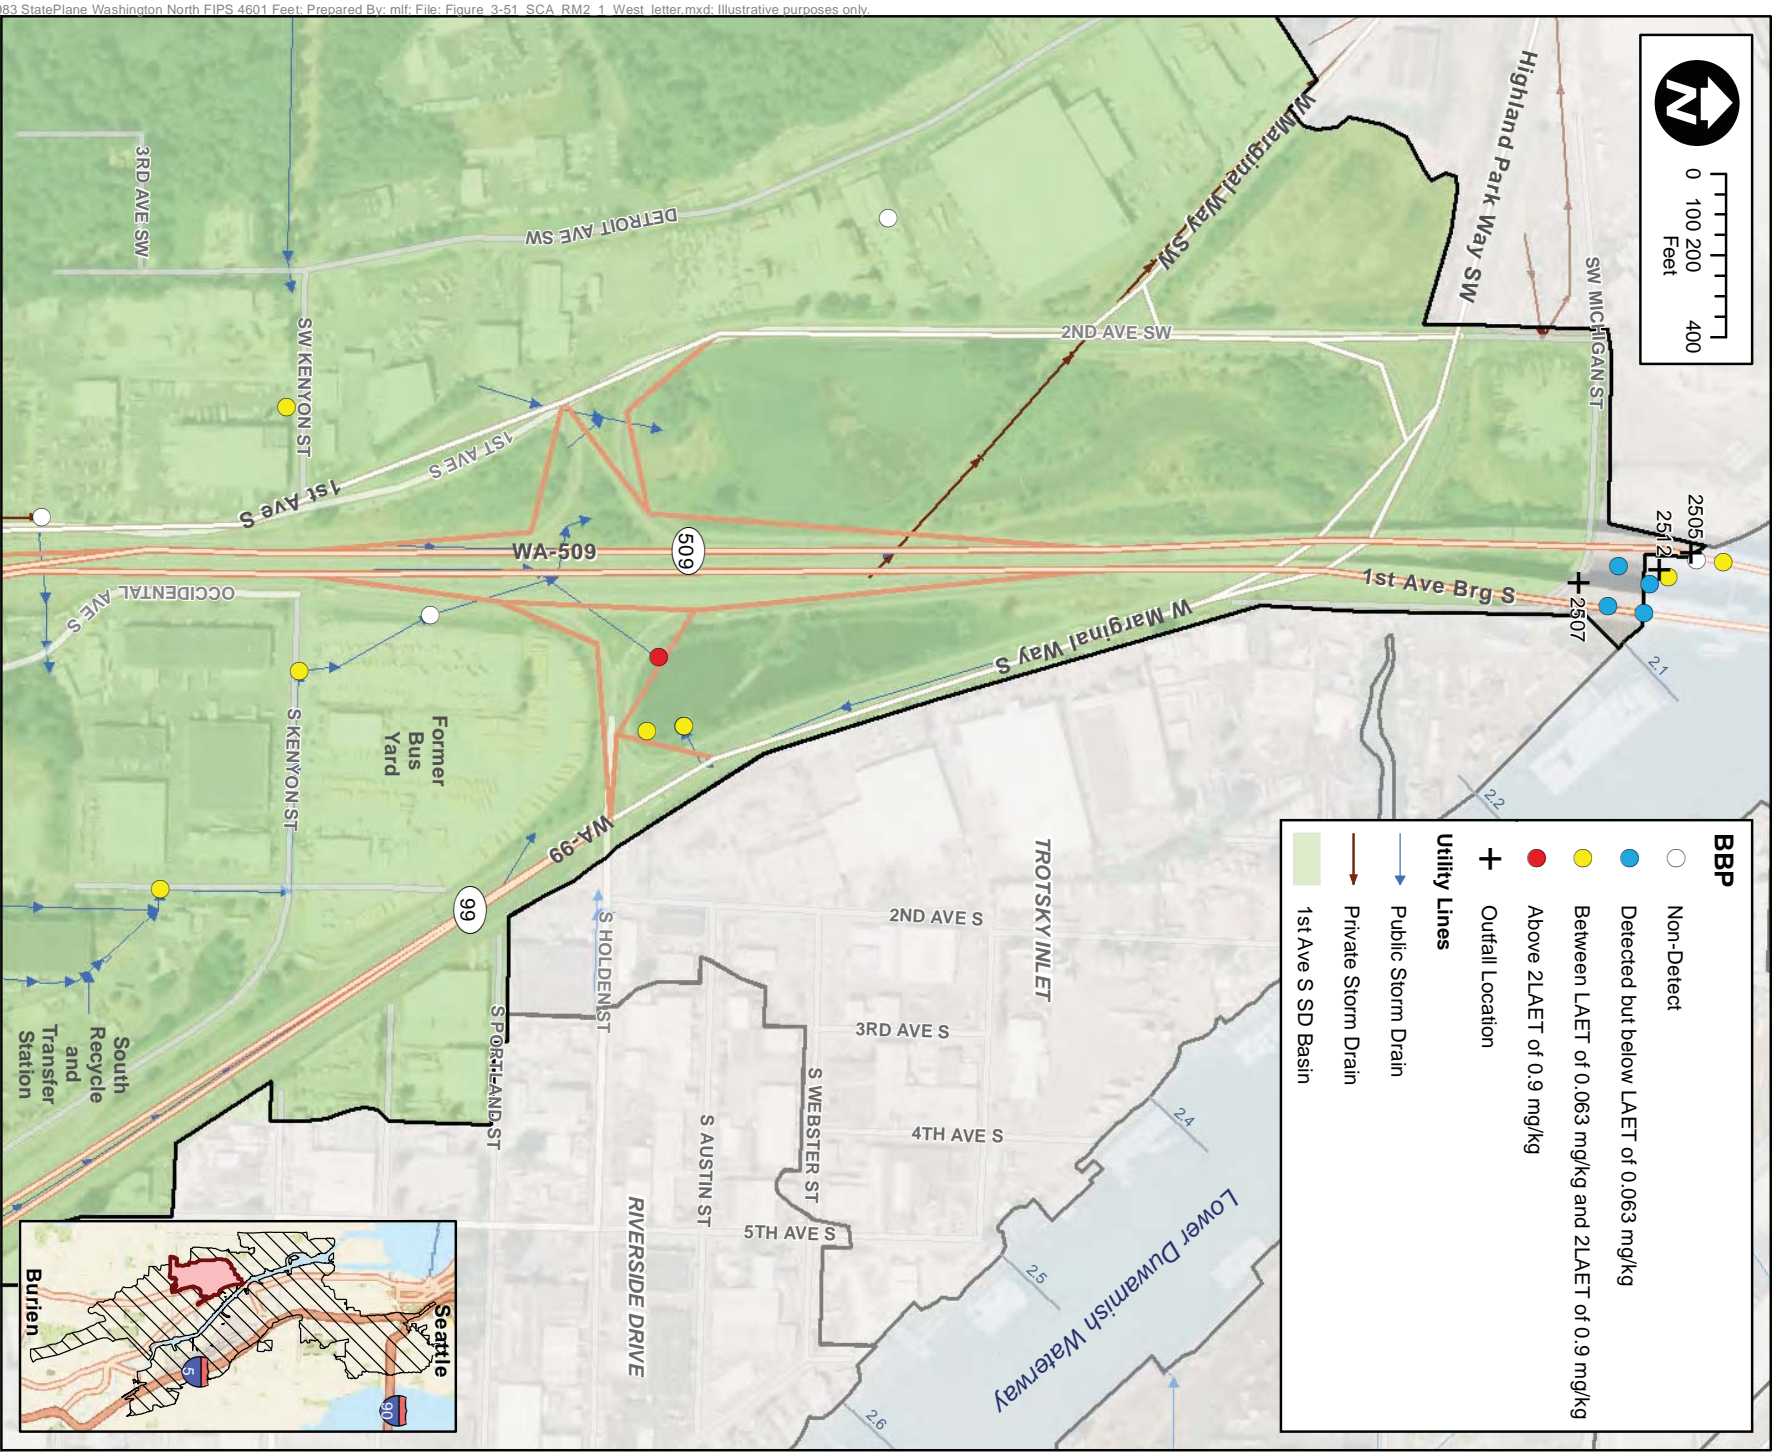 983 StatePlane Washington North FIPS 4601 Feet; Prepared By: mlf; File: Figure_3-51_SCA_RM2_1_West_letter.mxd; Illustrative purposes only.
N
0 100 200 400
Feet
BBP
Non-Detect
Detected but below LAET of 0.063 mg/kg
Between LAET of 0.063 mg/kg and 2LAET of 0.9 mg/kg
Above 2LAET of 0.9 mg/kg
Outfall Location
Utility Lines
Public Storm Drain
Private Storm Drain
1st Ave S SD Basin
Highland Park Way SW
W Marginal Way SW
SW MICHIGAN ST
2ND AVE SW
3RD AVE SW
DETROIT AVE SW
SW KENYON ST
1ST AVE S
1st Ave S
WA-509
509
1st Ave Brg S
2505
2512
2507
OCCIDENTAL AVE S
W Marginal Way S
S KENYON ST
Former
Bus
Yard
WA-99
99
S HOLDEN ST
S PORTLAND ST
South
Recycle
and
Transfer
Station
TROTSKY INLET
2ND AVE S
3RD AVE S
4TH AVE S
5TH AVE S
S WEBSTER ST
S AUSTIN ST
RIVERSIDE DRIVE
Lower Duwamish
Waterway
2.1
2.2
2.4
2.5
2.6
Seattle
Burien
5
90